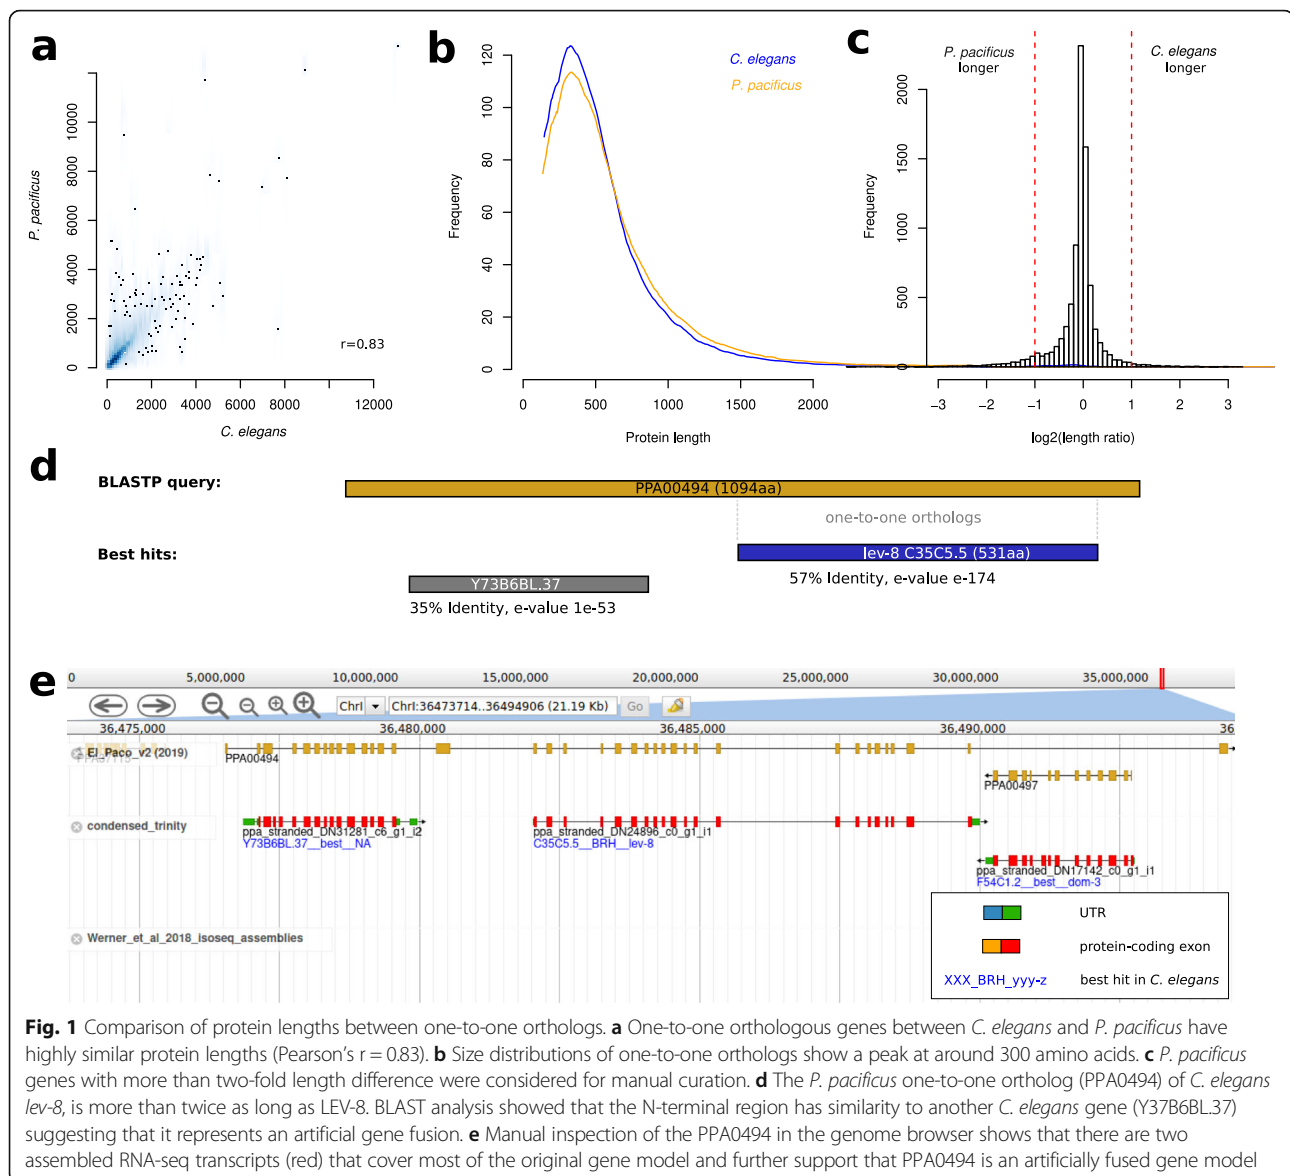 a
P. pacificus
0
2000
4000
6000
8000
10000
r=0.83
0 2000 4000 6000 8000 12000
C. elegans
b
Frequency
0
20
40
60
80
100
120
C. elegans
P. pacificus
0 500 1000 1500 2000
Protein length
c
P. pacificus
longer
C. elegans
longer
Frequency
0
500
1000
1500
2000
−3 −2 −1 0 1 2 3
log2(length ratio)
d
BLASTP query:
PPA00494 (1094aa)
one-to-one orthologs
Best hits:
lev-8 C35C5.5 (531aa)
57% Identity, e-value e-174
Y73B6BL.37
35% Identity, e-value 1e-53
e
0 5,000,000 10,000,000 15,000,000 20,000,000 25,000,000 30,000,000 35,000,000
ChrI ChrI:36473714..36494906 (21.19 Kb) Go
36,475,000 36,480,000 36,485,000 36,490,000 36
El_Paco_v2 (2019)
PPA00494
PPA00497
condensed_trinity
ppa_stranded_DN31281_c6_g1_i2
Y73B6BL.37__best__NA
ppa_stranded_DN24896_c0_g1_i1
C35C5.5__BRH__lev-8
ppa_stranded_DN17142_c0_g1_i1
F54C1.2__best__dom-3
Werner_et_al_2018_isoseq_assemblies
UTR
protein-coding exon
XXX_BRH_yyy-z best hit in C. elegans
Fig. 1 Comparison of protein lengths between one-to-one orthologs. a One-to-one orthologous genes between C. elegans and P. pacificus have
highly similar protein lengths (Pearson's r = 0.83). b Size distributions of one-to-one orthologs show a peak at around 300 amino acids. c P. pacificus
genes with more than two-fold length difference were considered for manual curation. d The P. pacificus one-to-one ortholog (PPA0494) of C. elegans
lev-8, is more than twice as long as LEV-8. BLAST analysis showed that the N-terminal region has similarity to another C. elegans gene (Y37B6BL.37)
suggesting that it represents an artificial gene fusion. e Manual inspection of the PPA0494 in the genome browser shows that there are two
assembled RNA-seq transcripts (red) that cover most of the original gene model and further support that PPA0494 is an artificially fused gene model